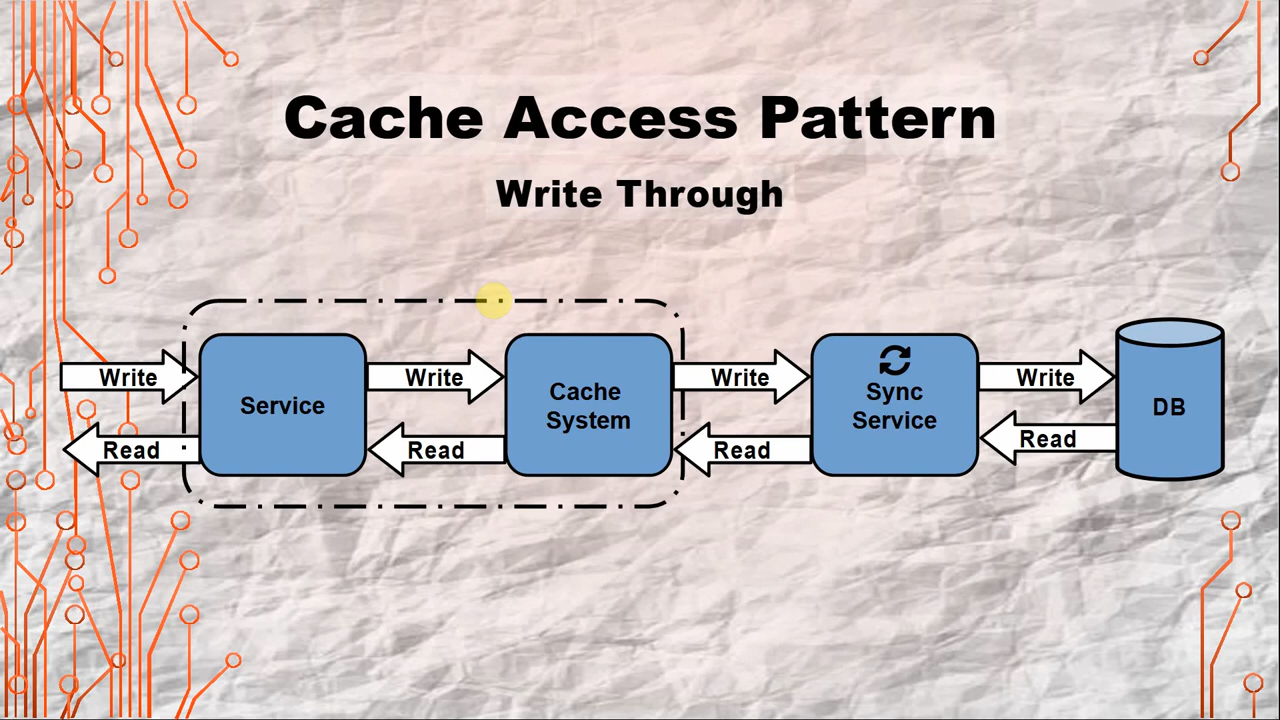 Cache Access Pattern
Write Through
Write
Service
Write
Cache
System
Write
Sync
Service
Write
DB
Read
Read
Read
Read